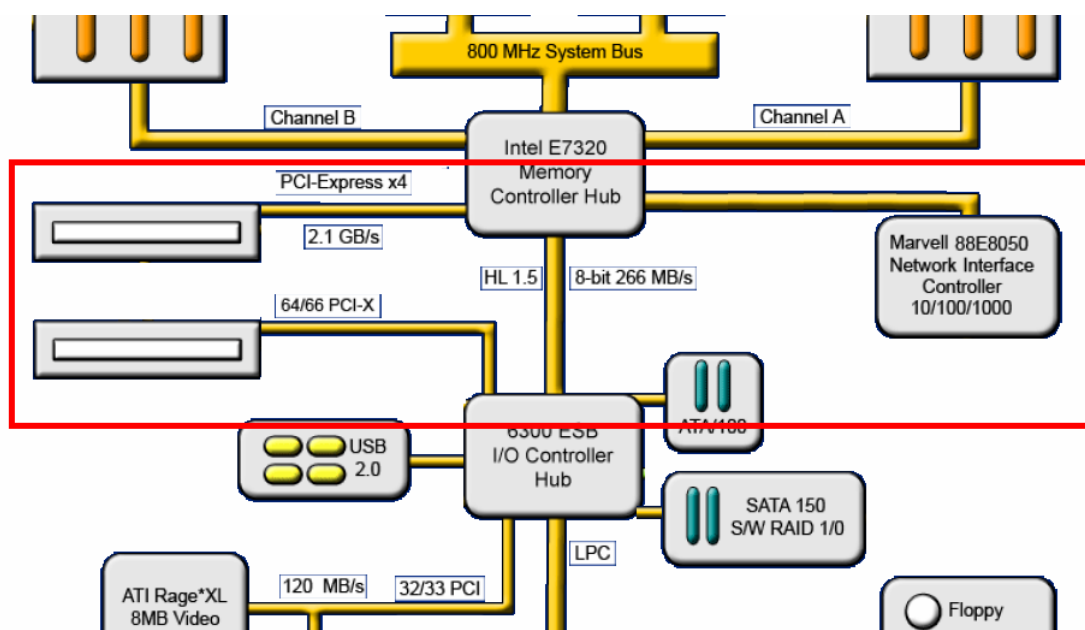 800 MHz System Bus
Channel B
Channel A
Intel E7320
Memory
Controller Hub
PCI-Express x4
2.1 GB/s
Marvell 88E8050
Network Interface
Controller
10/100/1000
HL 1.5
8-bit 266 MB/s
64/66 PCI-X
ATA/100
6300 ESB
I/O Controller
Hub
USB
2.0
SATA 150
S/W RAID 1/0
LPC
120 MB/s
32/33 PCI
ATI Rage*XL
8MB Video
Floppy